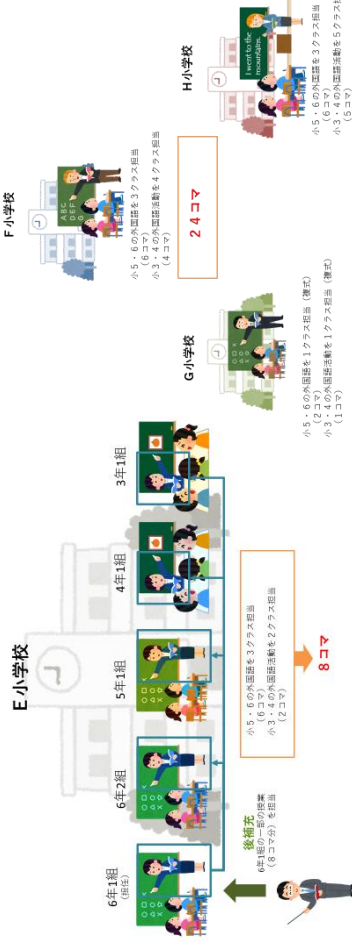 E小学校
6年1組
(担任)
6年2組
5年1組
4年1組
3年1組
後補充
6年1組の一部の授業
(8コマ分)を担当
小5・6の外国語を3クラス担当
(6コマ)
小3・4の外国語活動を2クラス担当
(2コマ)
8コマ
F小学校
A B C
D E F
G
小5・6の外国語を3クラス担当
(6コマ)
小3・4の外国語活動を4クラス担当
(4コマ)
24コマ
G小学校
小5・6の外国語を1クラス担当(複式)
(2コマ)
小3・4の外国語活動を1クラス担当(複式)
(1コマ)
H小学校
I went to the
mountains.
小5・6の外国語を3クラス担当
(6コマ)
小3・4の外国語活動を5クラス
(5コマ)